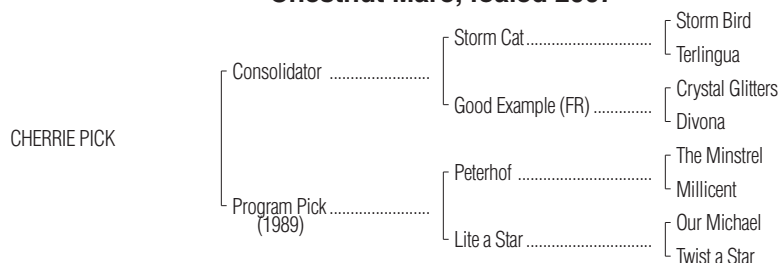 Chestnut Mare; foaled 2007
Storm Bird
Storm Cat
Terlingua
Consolidator
Crystal Glitters
Good Example (FR)
Divona
CHERRIE PICK
The Minstrel
Peterhof
Millicent
Program Pick
(1989)
Our Michael
Lite a Star
Twist a Star